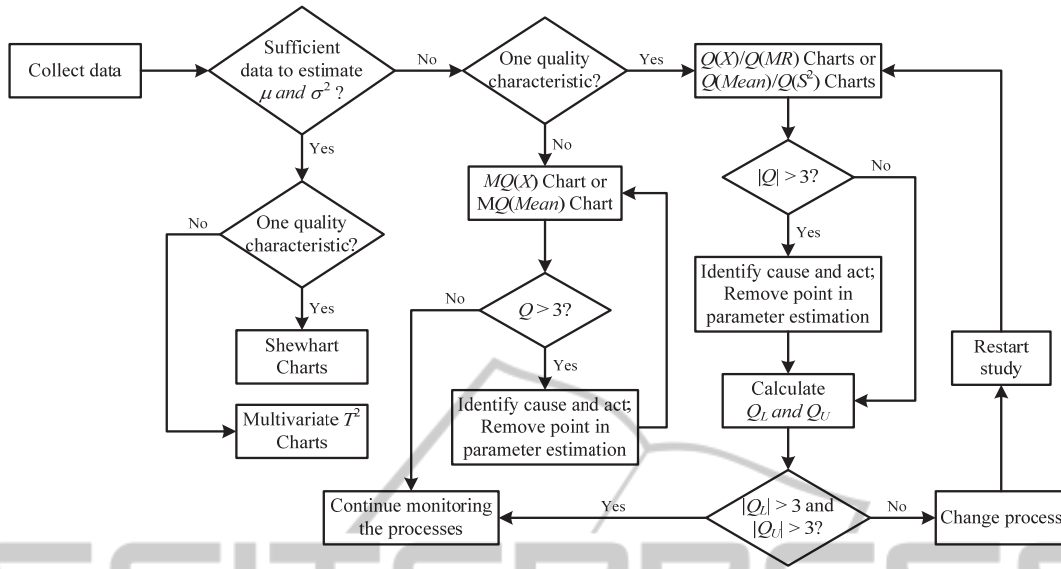 Collect data
Sufficient
data to estimate
μ and σ² ?
No
One quality
characteristic?
Yes
Q(X)/Q(MR) Charts or
Q(Mean)/Q(S²) Charts
Yes
No
|Q| > 3?
No
MQ(X) Chart or
MQ(Mean) Chart
No
One quality
characteristic?
Yes
Identify cause and act;
Remove point in
parameter estimation
No
Q > 3?
Yes
Shewhart
Charts
Yes
Restart
study
Calculate
Q_L and Q_U
Multivariate T²
Charts
Identify cause and act;
Remove point in
parameter estimation
Continue monitoring
the processes
Yes
|Q_L| > 3 and
|Q_U| > 3?
No
Change process